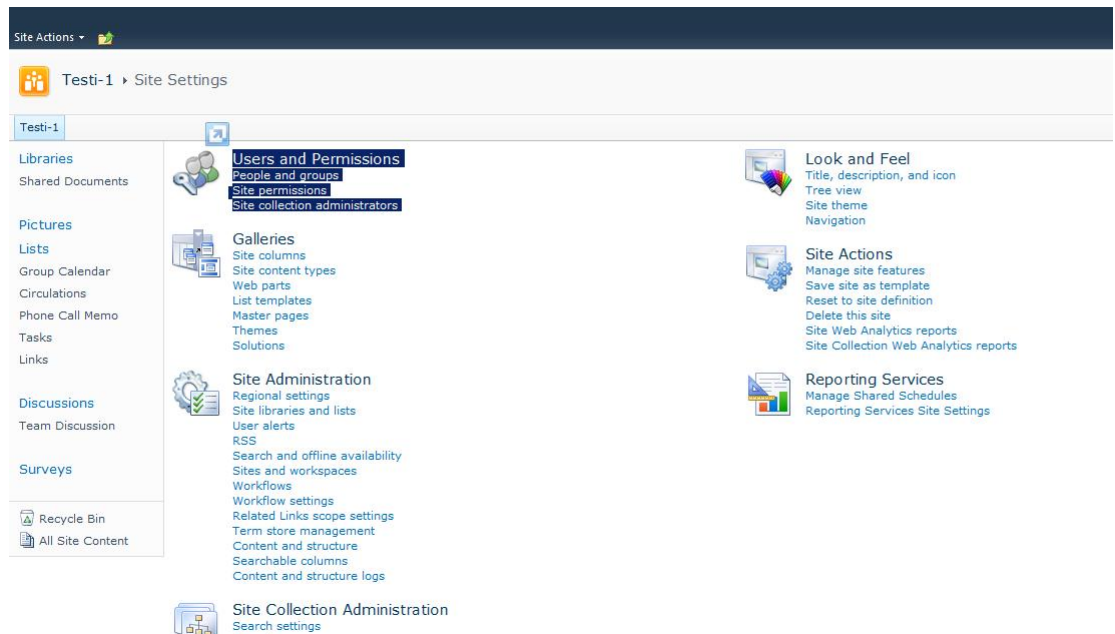 Site Actions
Testi-1 Site Settings
Testi-1
Libraries
Shared Documents
Pictures
Lists
Group Calendar
Circulations
Phone Call Memo
Tasks
Links
Discussions
Team Discussion
Surveys
Recycle Bin
All Site Content
Users and Permissions
People and groups
Site permissions
Site collection administrators
Galleries
Site columns
Site content types
Web parts
List templates
Master pages
Themes
Solutions
Site Administration
Regional settings
Site libraries and lists
User alerts
RSS
Search and offline availability
Sites and workspaces
Workflows
Workflow settings
Related Links scope settings
Term store management
Content and structure
Searchable columns
Content and structure logs
Site Collection Administration
Search settings
Look and Feel
Title, description, and icon
Tree view
Site theme
Navigation
Site Actions
Manage site features
Save site as template
Reset to site definition
Delete this site
Site Web Analytics reports
Site Collection Web Analytics reports
Reporting Services
Manage Shared Schedules
Reporting Services Site Settings